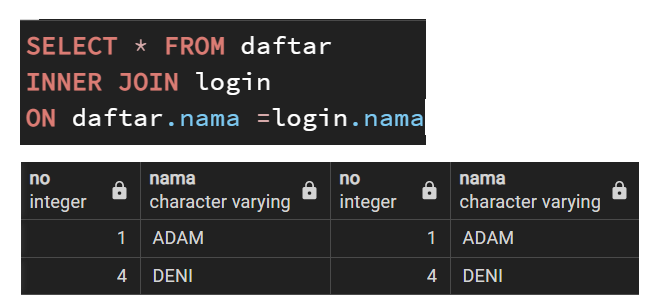 SELECT * FROM daftar
INNER JOIN login
ON daftar.nama =login.nama
no nama no nama
integer character varying integer character varying
1 ADAM 1 ADAM
4 DENI 4 DENI